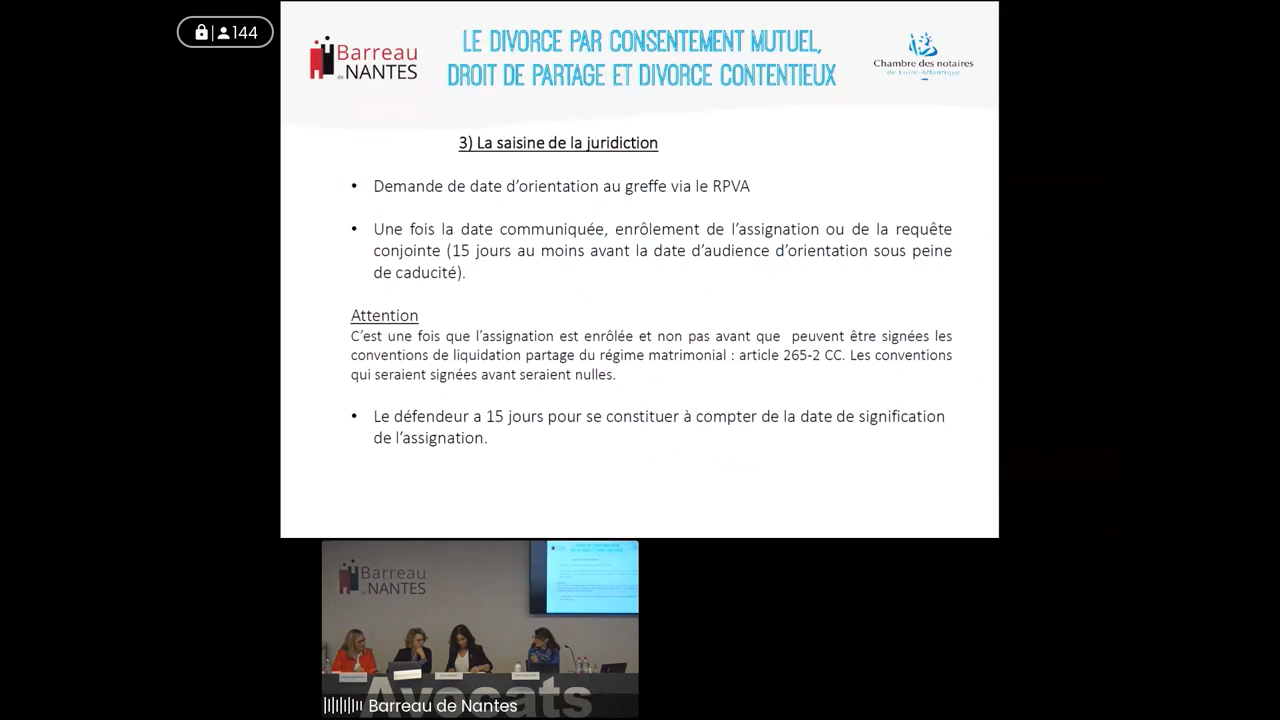 144
Barreau
de NANTES
LE DIVORCE PAR CONSENTEMENT MUTUEL,
DROIT DE PARTAGE ET DIVORCE CONTENTIEUX
Chambre des notaires
de Loire-Atlantique
3) La saisine de la juridiction
• Demande de date d’orientation au greffe via le RPVA
• Une fois la date communiquée, enrôlement de l’assignation ou de la requête
conjointe (15 jours au moins avant la date d’audience d’orientation sous peine
de caducité).
Attention
C’est une fois que l’assignation est enrôlée et non pas avant que peuvent être signées les
conventions de liquidation partage du régime matrimonial : article 265-2 CC. Les conventions
qui seraient signées avant seraient nulles.
• Le défendeur a 15 jours pour se constituer à compter de la date de signification
de l’assignation.
Barreau
de NANTES
Avocats
Barreau de Nantes